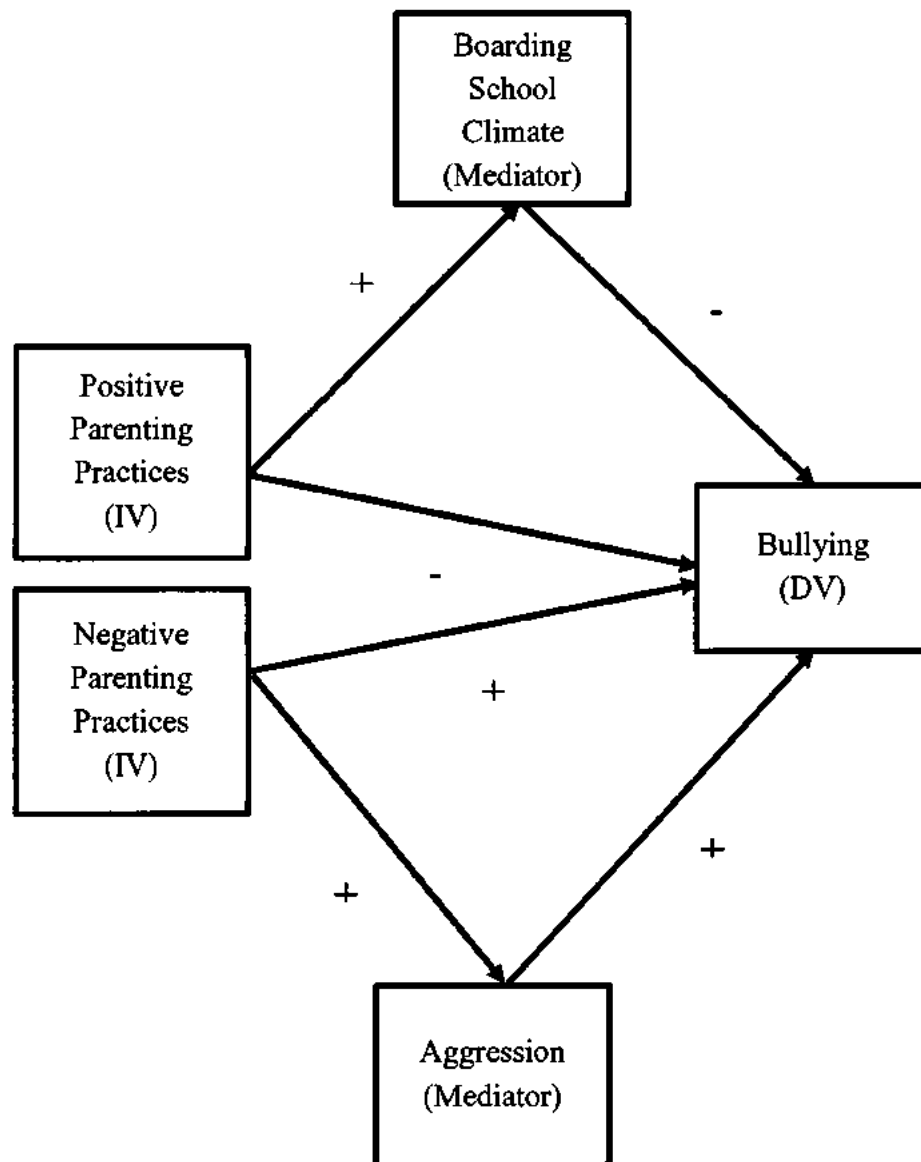 Boarding
School
Climate
(Mediator)
+
-
Positive
Parenting
Practices
(IV)
Bullying
(DV)
-
Negative
Parenting
Practices
(IV)
+
+
+
Aggression
(Mediator)